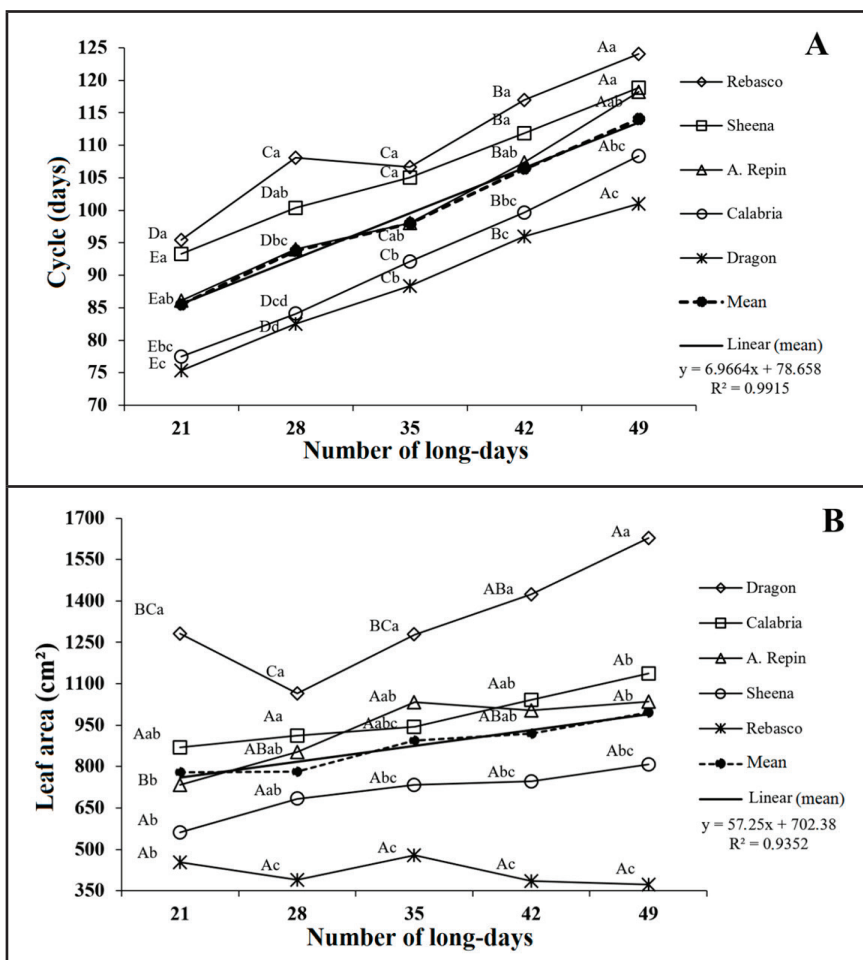 A
Cycle (days)
125
120
115
110
105
100
95
90
85
80
75
70
Da
Ea
Eab
Ebc
Ec
Ca
Dab
Dbc
Dcd
Dd
Ca
Ca
Cab
Cb
Cb
Ba
Ba
Bab
Bbc
Bc
Aa
Aa
Aab
Abc
Ac
21 28 35 42 49
Number of long-days
Rebasco
Sheena
A. Repin
Calabria
Dragon
Mean
Linear (mean)
y = 6.9664x + 78.658
R² = 0.9915
B
Leaf area (cm²)
1700
1550
1400
1250
1100
950
800
650
500
350
BCa
Aab
Bb
Ab
Ab
Ca
Aa
ABab
Aab
Ac
BCa
Aab
Aabc
Abc
Ac
ABa
Aab
ABab
Abc
Ac
Aa
Ab
Ab
Abc
Ac
21 28 35 42 49
Number of long-days
Dragon
Calabria
A. Repin
Sheena
Rebasco
Mean
Linear (mean)
y = 57.25x + 702.38
R² = 0.9352